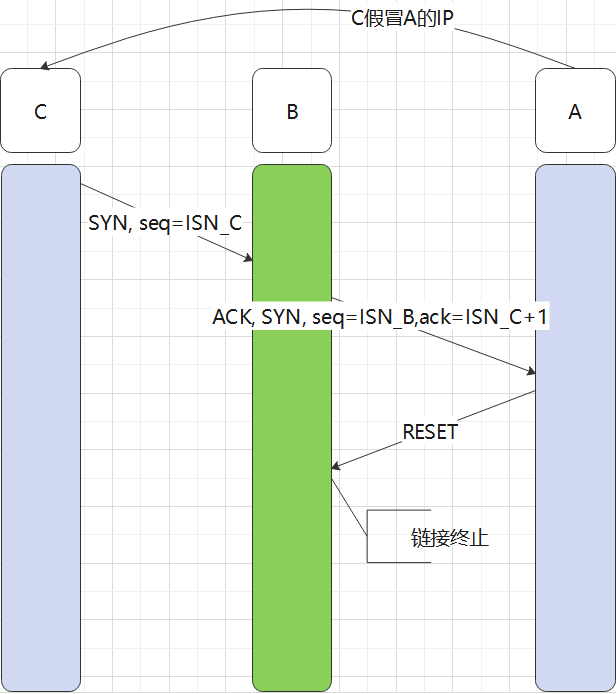 C假冒A的IP
C
B
A
SYN, seq=ISN_C
ACK, SYN, seq=ISN_B,ack=ISN_C+1
RESET
链接终止